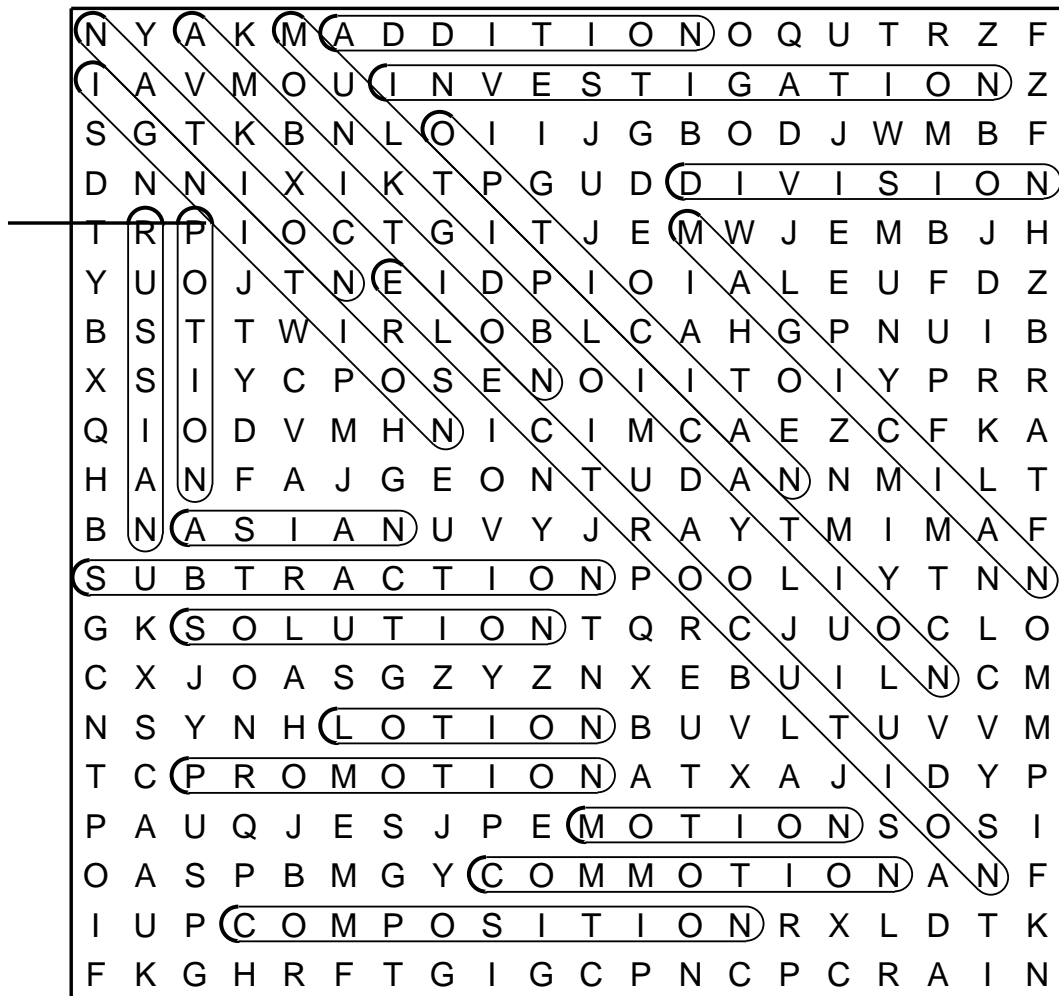 N Y A K M A D D I T I O N O Q U T R Z F
I A V M O U I N V E S T I G A T I O N Z
S G T K B N L O I I J G B O D J W M B F
D N N I X I K T P G U D D I V I S I O N
T R P I O C T G I T J E M W J E M B J H
Y U O J T N E I D P I O I A L E U F D Z
B S T T W I R L O B L C A H G P N U I B
X S I Y C P O S E N O I I T O I Y P R R
Q I O D V M H N I C I M C A E Z C F K A
H A N F A J G E O N T U D A N N M I L T
B N A S I A N U V Y J R A Y T M I M A F
S U B T R A C T I O N P O O L I Y T N N
G K S O L U T I O N T Q R C J U O C L O
C X J O A S G Z Y Z N X E B U I L N C M
N S Y N H L O T I O N B U V L T U V V M
T C P R O M O T I O N A T X A J I D Y P
P A U Q J E S J P E M O T I O N S O S I
O A S P B M G Y C O M M O T I O N A N F
I U P C O M P O S I T I O N R X L D T K
F K G H R F T G I G C P N C P C R A I N